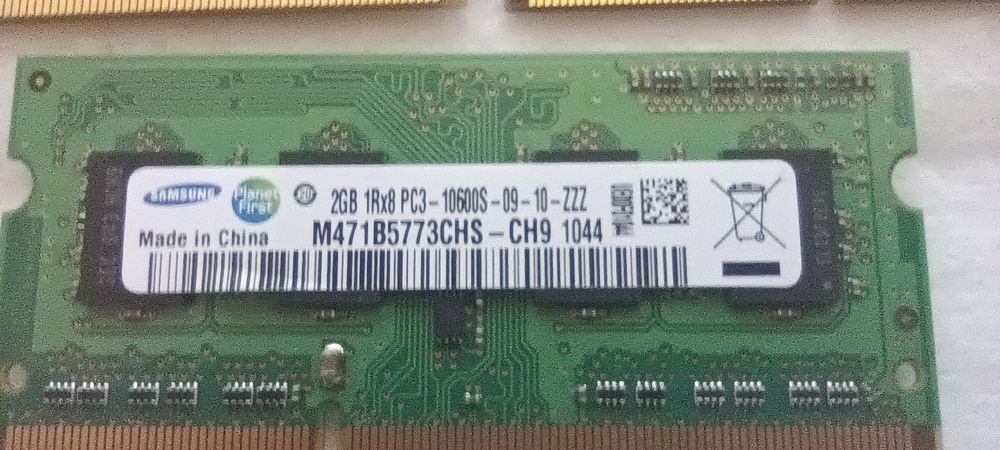 SAMSUNG
Planet First
2GB 1Rx8 PC3-10600S-09-10-ZZZ
M471B5773CHS-CH9 1044
Made in China